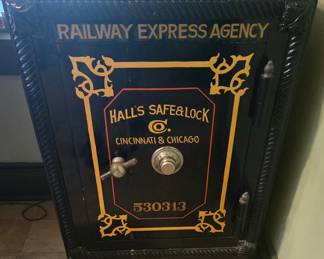 RAILWAY EXPRESS AGENCY
HALL'S SAFE & LOCK
Co.
CINCINNATI & CHICAGO
530313